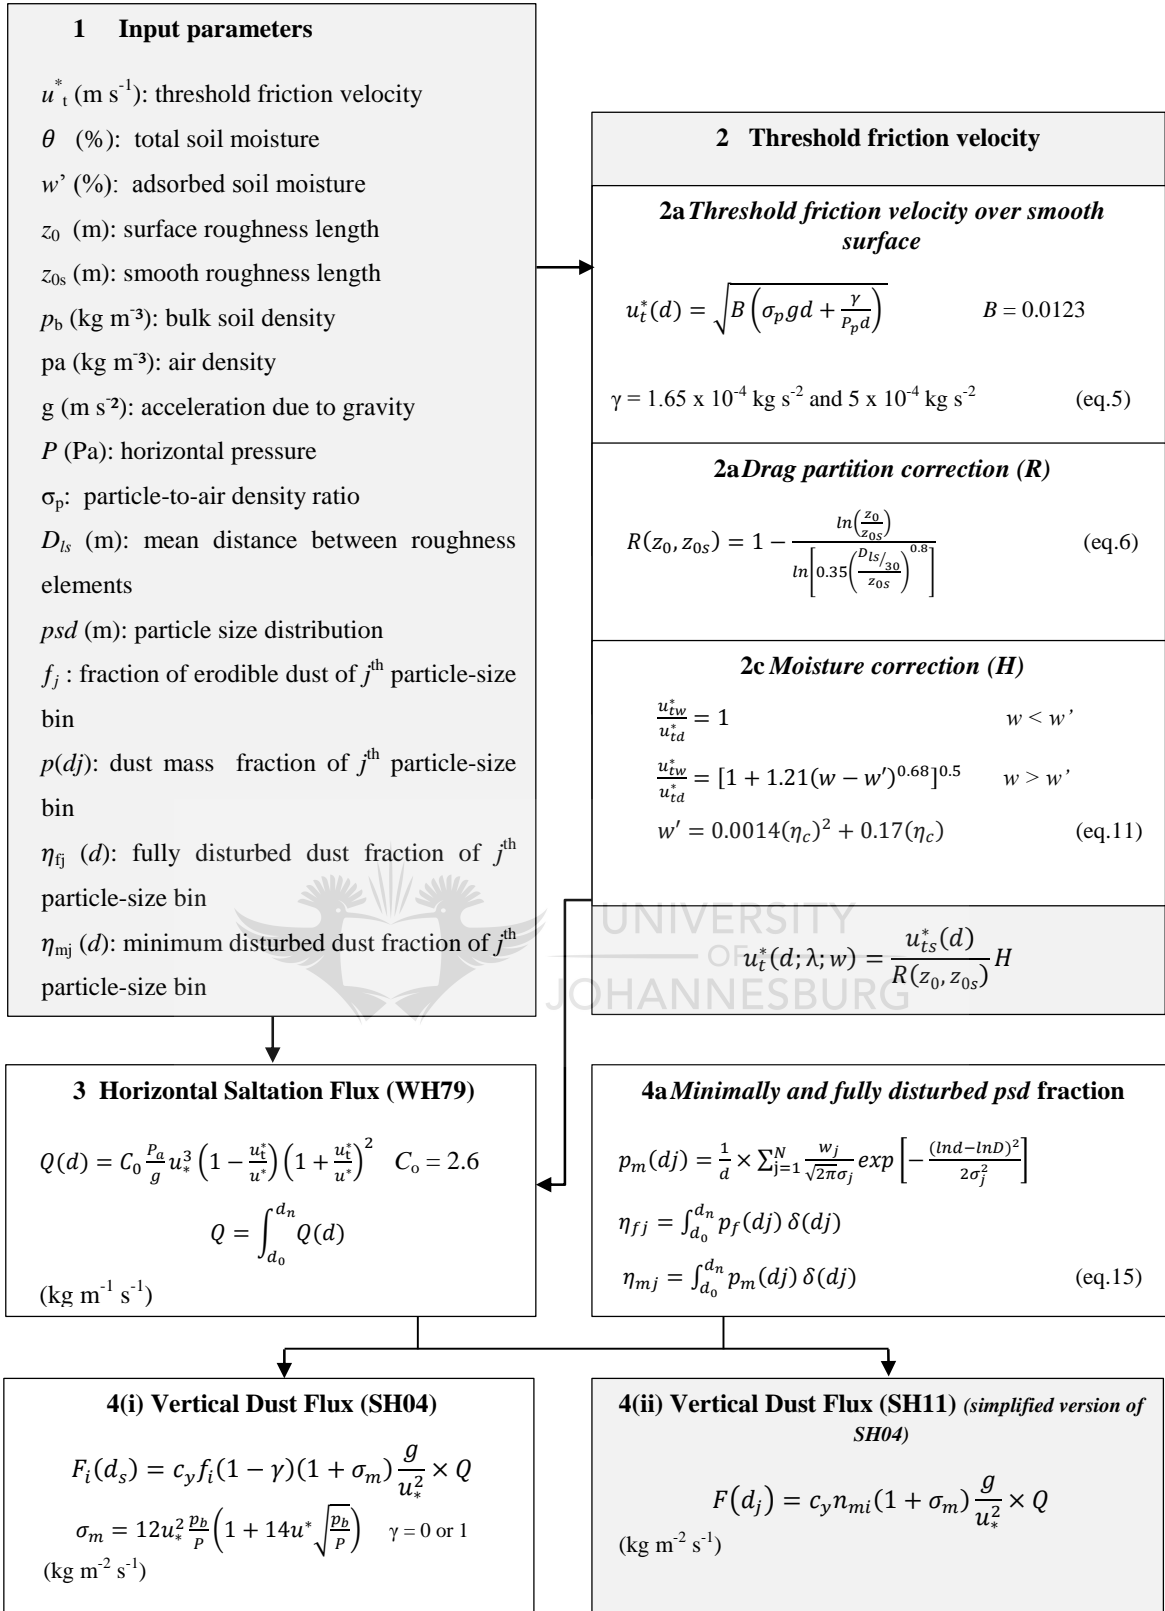 1 Input parameters
u*t (m s-1): threshold friction velocity
θ (%): total soil moisture
w’ (%): adsorbed soil moisture
z0 (m): surface roughness length
z0s (m): smooth roughness length
pb (kg m-³): bulk soil density
pa (kg m-³): air density
g (m s-²): acceleration due to gravity
P (Pa): horizontal pressure
σp: particle-to-air density ratio
Dls (m): mean distance between roughness
elements
psd (m): particle size distribution
fj : fraction of erodible dust of jth particle-size
bin
p(dj): dust mass fraction of jth particle-size
bin
ηfj (d): fully disturbed dust fraction of jth
particle-size bin
ηmj (d): minimum disturbed dust fraction of jth
particle-size bin
2 Threshold friction velocity
2a Threshold friction velocity over smooth
surface
u*t(d) = √(B(σp gd + γ/(Pp d))) B = 0.0123
γ = 1.65 x 10-4 kg s-2 and 5 x 10-4 kg s-2 (eq.5)
2a Drag partition correction (R)
R(z0, z0s) = 1 − ln(z0/z0s) / ln[0.35((Dls/30)/z0s)^0.8] (eq.6)
2c Moisture correction (H)
u*tw/u*td = 1 w < w’
u*tw/u*td = [1 + 1.21(w − w′)^0.68]^0.5 w > w’
w′ = 0.0014(ηc)² + 0.17(ηc) (eq.11)
u*t(d; λ; w) = u*ts(d)/R(z0, z0s) H
UNIVERSITY
OF
JOHANNESBURG
3 Horizontal Saltation Flux (WH79)
Q(d) = C0 (Pa/g) u*³ (1 − u*t/u*)(1 + u*t/u*)² Co = 2.6
Q = ∫d0^dn Q(d)
(kg m-1 s-1)
4a Minimally and fully disturbed psd fraction
pm(dj) = 1/d × ∑j=1^N wj/(√2π σj) exp[−(lnd−lnD)²/(2σj²)]
ηfj = ∫d0^dn pf(dj) δ(dj)
ηmj = ∫d0^dn pm(dj) δ(dj) (eq.15)
4(i) Vertical Dust Flux (SH04)
Fi(ds) = cy fi(1 − γ)(1 + σm) g/u*² × Q
σm = 12u*² pb/P (1 + 14u* √(pb/P)) γ = 0 or 1
(kg m-2 s-1)
4(ii) Vertical Dust Flux (SH11) (simplified version of
SH04)
F(dj) = cy nmi(1 + σm) g/u*² × Q
(kg m-2 s-1)